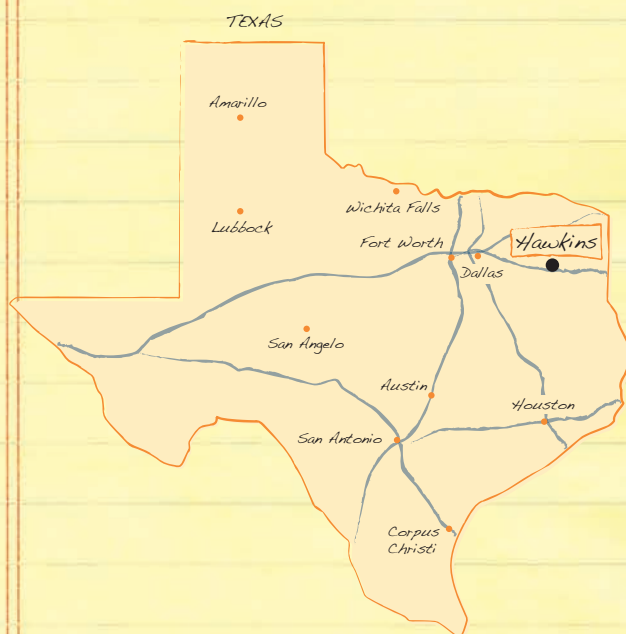 TEXAS
Amarillo
Lubbock
Wichita Falls
Fort Worth
Hawkins
Dallas
San Angelo
Austin
Houston
San Antonio
Corpus
Christi